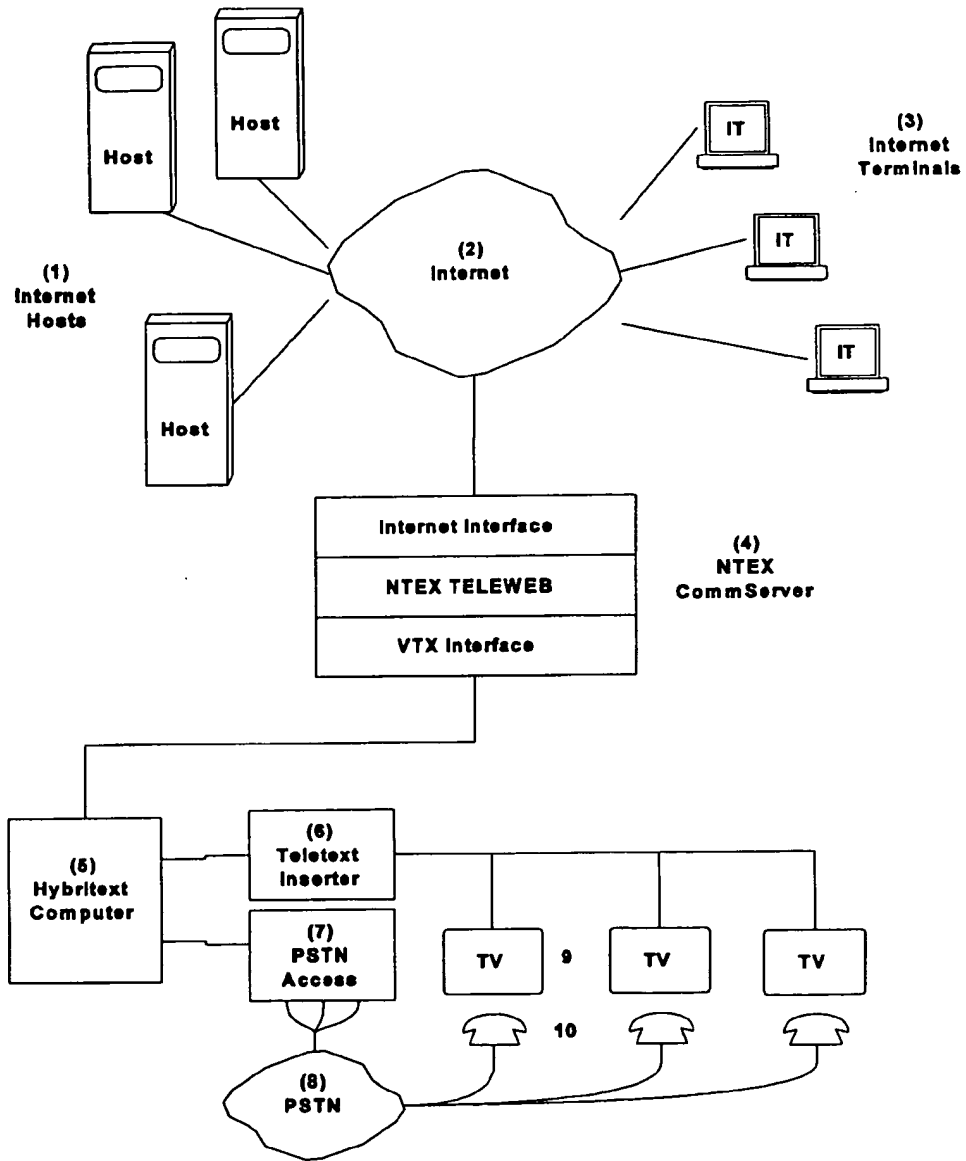 Host
Host
(1)
Internet
Hosts
Host
(2)
Internet
IT
IT
IT
(3)
Internet
Terminals
Internet Interface
NTEX TELEWEB
VTX Interface
(4)
NTEX
CommServer
(5)
Hybritext
Computer
(6)
Teletext
Inserter
(7)
PSTN
Access
(8)
PSTN
TV
9
TV
TV
10